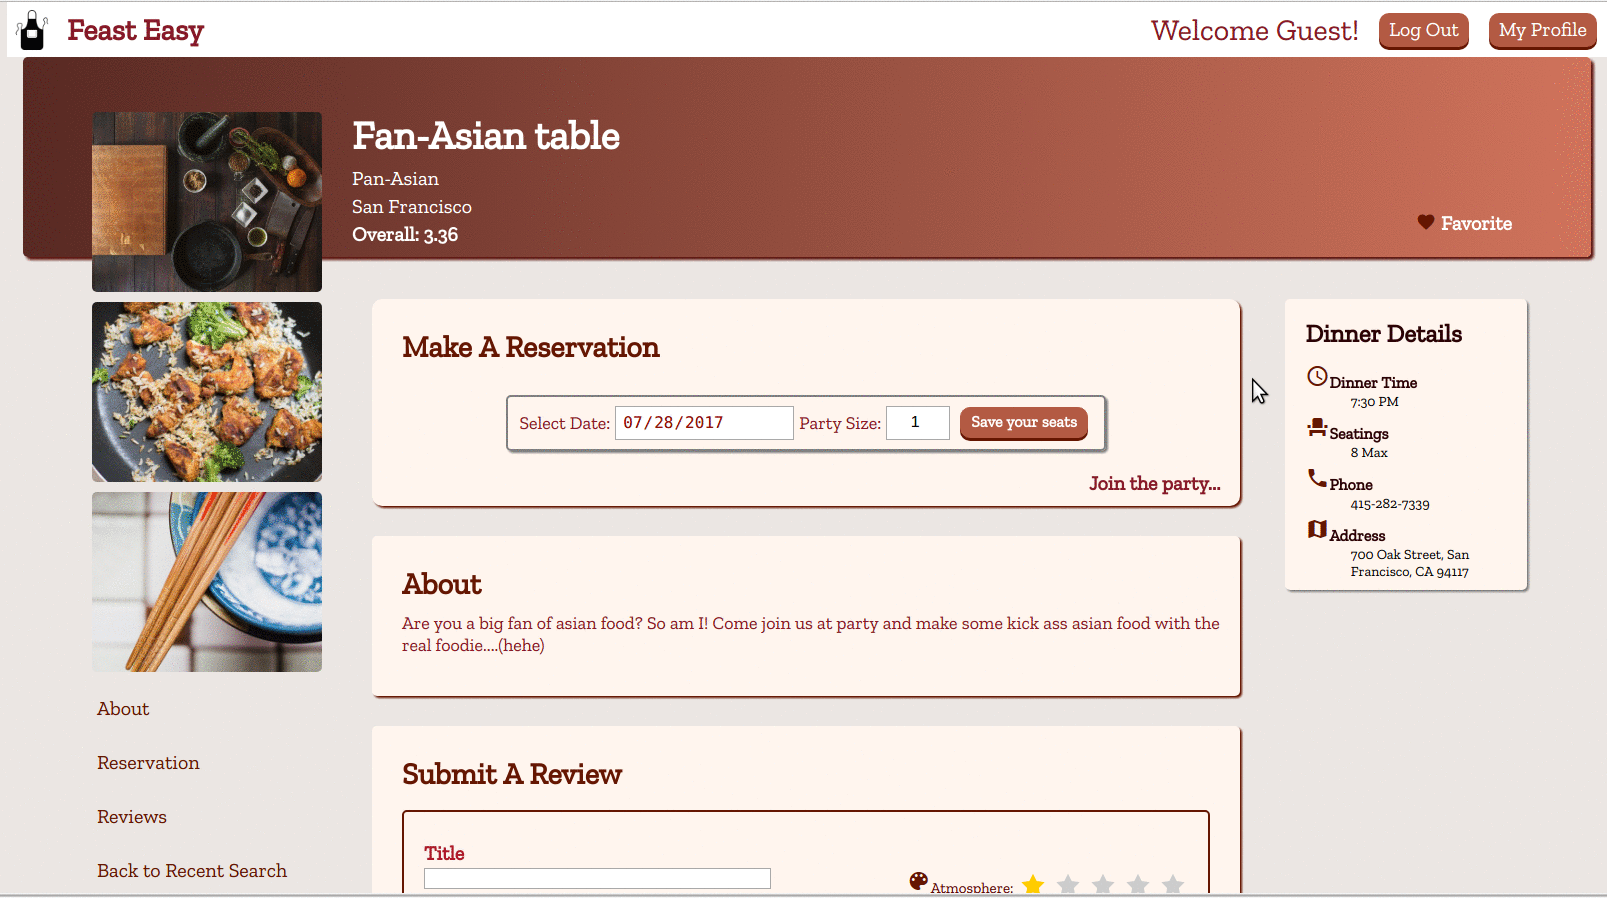 Feast Easy
Welcome Guest!
Log Out
My Profile
Fan-Asian table
Pan-Asian
San Francisco
Overall: 3.36
Favorite
Make A Reservation
Select Date: 07/28/2017 Party Size: 1 Save your seats
Join the party...
Dinner Details
Dinner Time
7:30 PM
Seatings
8 Max
Phone
415-282-7339
Address
700 Oak Street, San
Francisco, CA 94117
About
Are you a big fan of asian food? So am I! Come join us at party and make some kick ass asian food with the
real foodie....(hehe)
Submit A Review
Title
Atmosphere:
About
Reservation
Reviews
Back to Recent Search